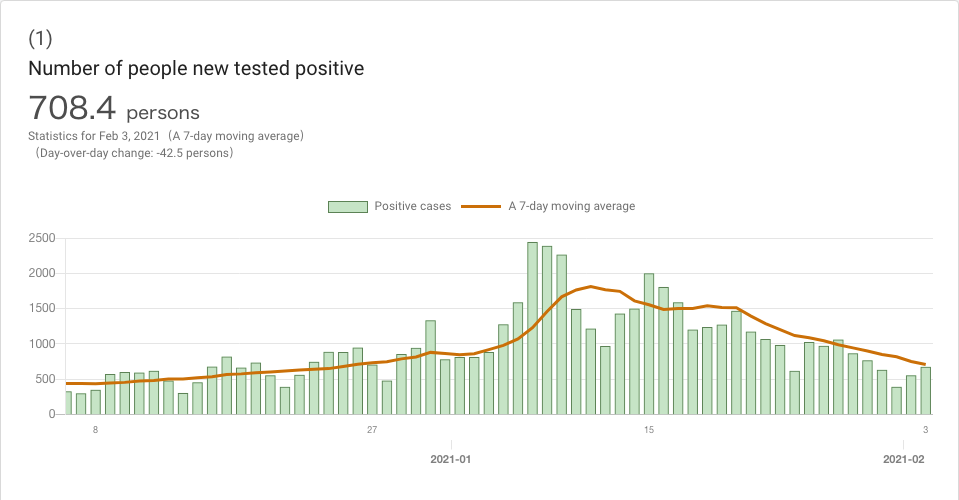 (1)
Number of people new tested positive
708.4 persons
Statistics for Feb 3, 2021 （A 7-day moving average）
（Day-over-day change: -42.5 persons）
Positive cases A 7-day moving average
2500
2000
1500
1000
500
0
8 27 15 3
2021-01 2021-02